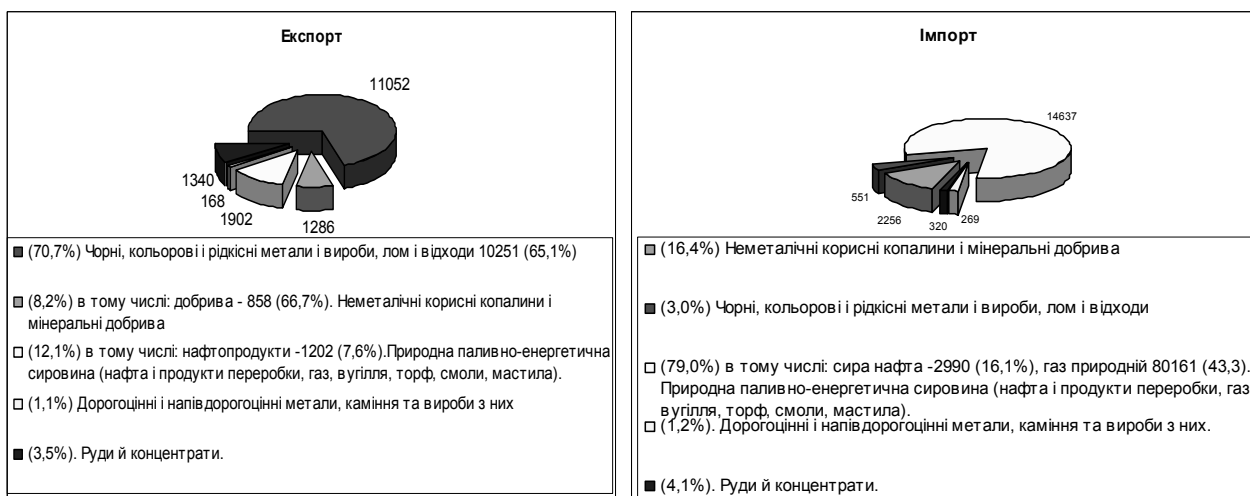 Експорт
11052
1340
168
1902
1286
(70,7%) Чорні, кольорові і рідкісні метали і вироби, лом і відходи 10251 (65,1%)
(8,2%) в тому числі: добрива - 858 (66,7%). Неметалічні корисні копалини і
мінеральні добрива
(12,1%) в тому числі: нафтопродукти -1202 (7,6%).Природна паливно-енергетична
сировина (нафта і продукти переробки, газ, вугілля, торф, смоли, мастила).
(1,1%) Дорогоцінні і напівдорогоцінні метали, каміння та вироби з них
(3,5%). Руди й концентрати.
Імпорт
14637
551
2256
320
269
(16,4%) Неметалічні корисні копалини і мінеральні добрива
(3,0%) Чорні, кольорові і рідкісні метали і вироби, лом і відходи
(79,0%) в тому числі: сира нафта -2990 (16,1%), газ природній 80161 (43,3).
Природна паливно-енергетична сировина (нафта і продукти переробки, газ
вугілля, торф, смоли, мастила).
(1,2%). Дорогоцінні і напівдорогоцінні метали, каміння та вироби з них.
(4,1%). Руди й концентрати.